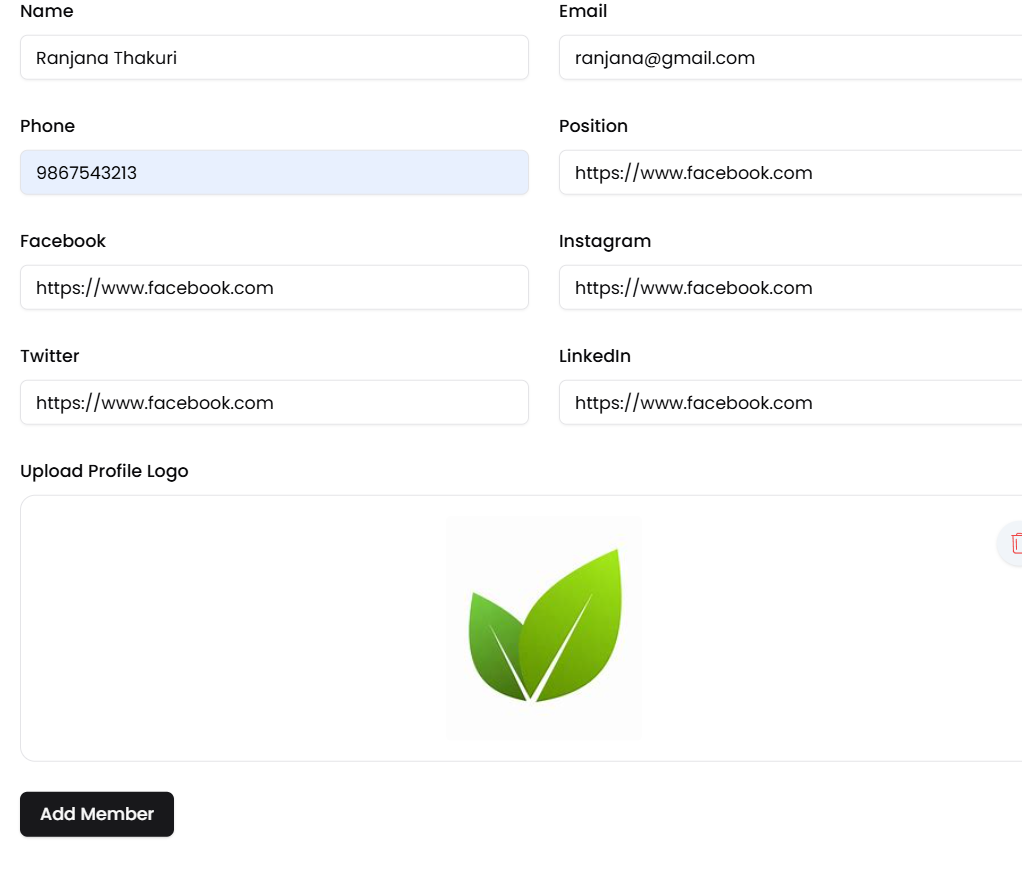 Name
Email
Ranjana Thakuri
ranjana@gmail.com
Phone
Position
9867543213
https://www.facebook.com
Facebook
Instagram
https://www.facebook.com
https://www.facebook.com
Twitter
LinkedIn
https://www.facebook.com
https://www.facebook.com
Upload Profile Logo
Add Member